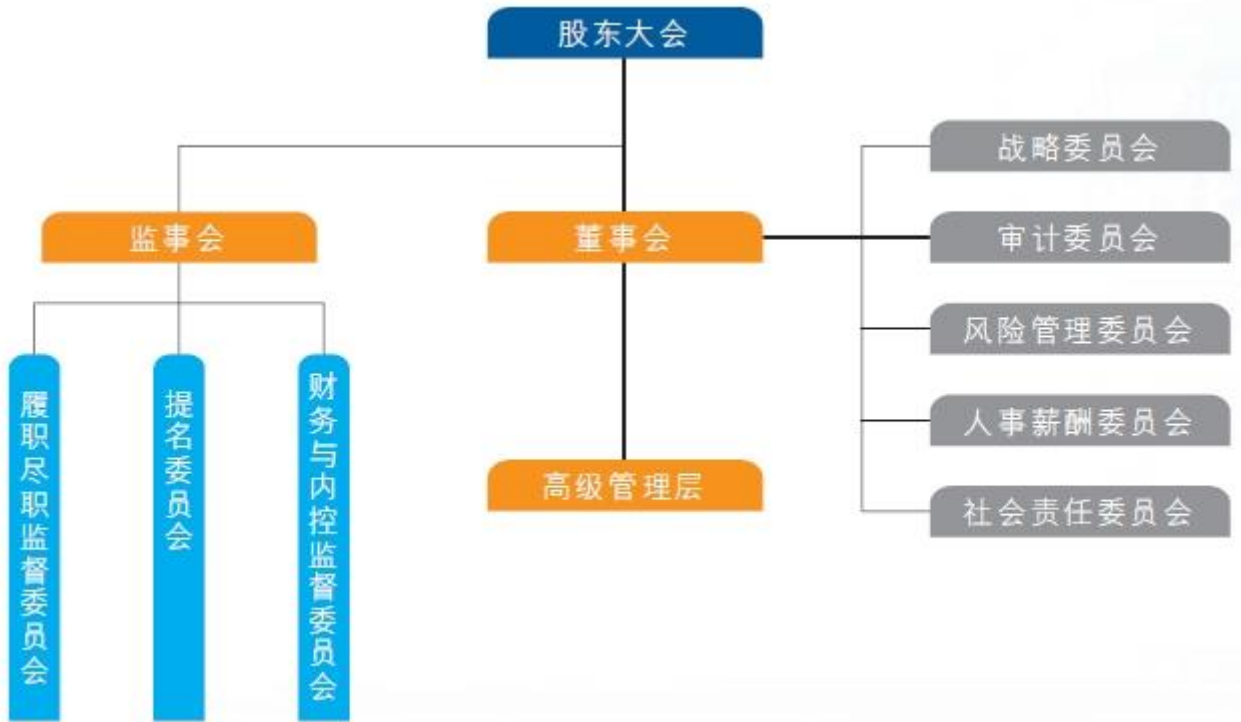 股东大会
战略委员会
监事会
董事会
审计委员会
风险管理委员会
履职尽职监督委员会
提名委员会
财务与内控监督委员会
人事薪酬委员会
高级管理层
社会责任委员会